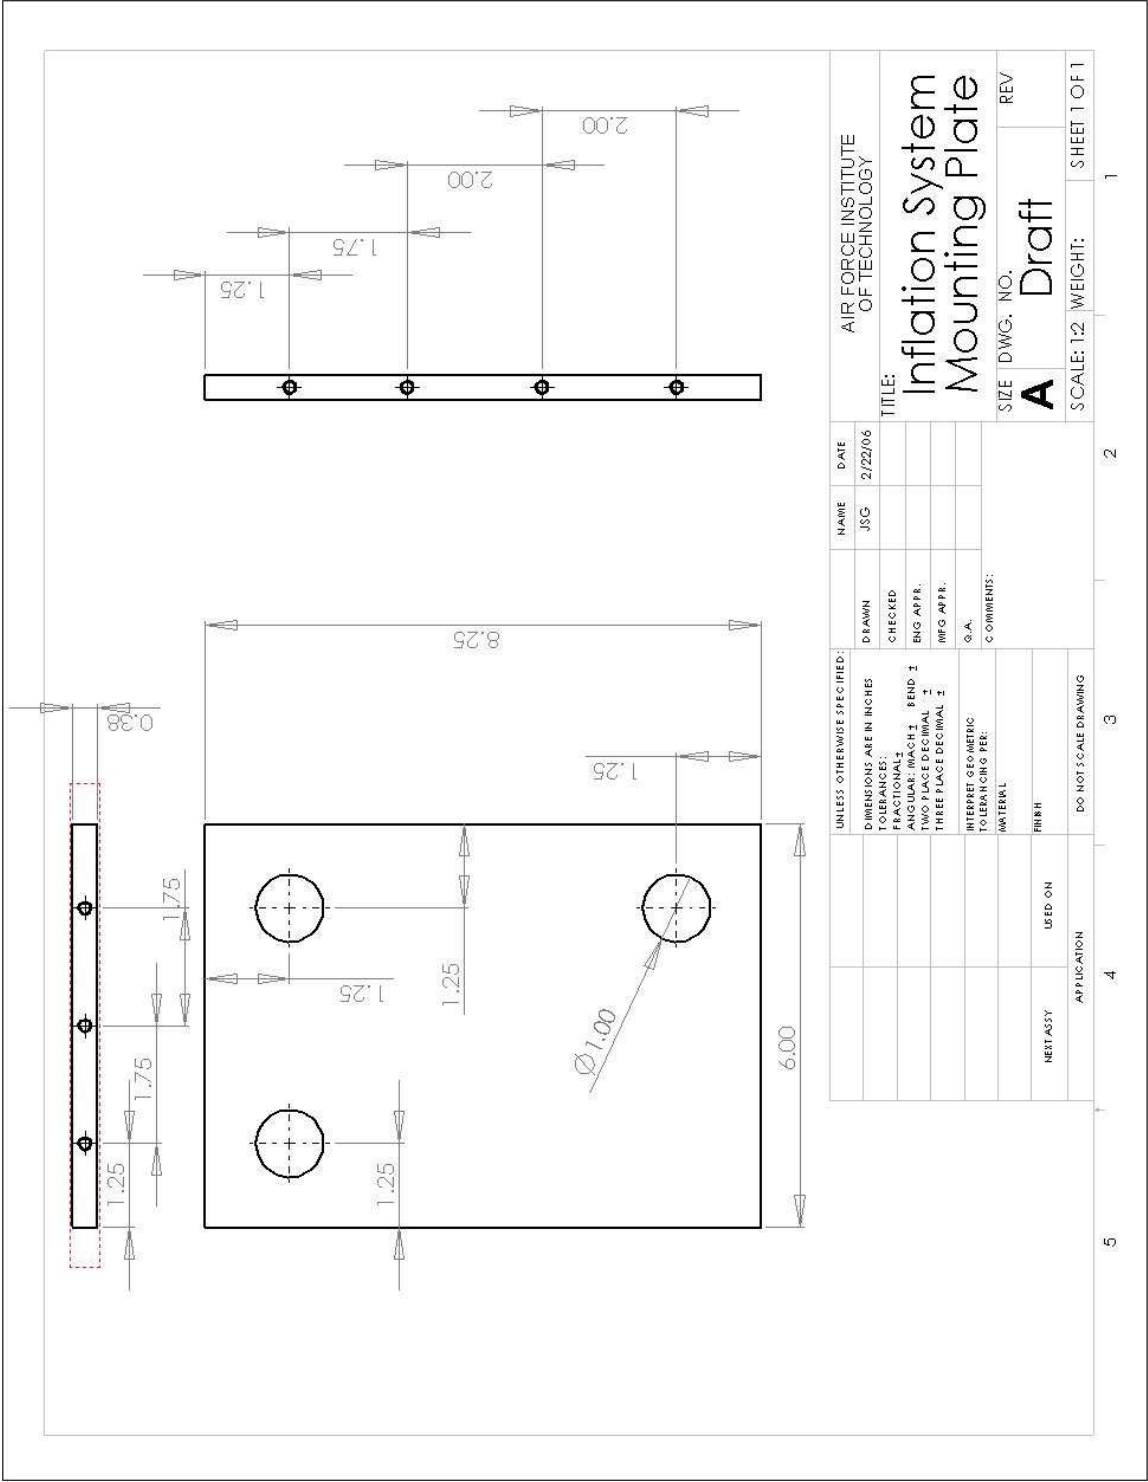 0.38
1.75
1.75
1.25
8.25
1.25
1.25
1.25
1.25
Ø1.00
6.00
1.25
1.75
2.00
2.00
UNLESS OTHERWISE SPECIFIED:
DIMENSIONS ARE IN INCHES
TOLERANCES:
FRACTIONAL±
ANGULAR: MACH± BEND ±
TWO PLACE DECIMAL ±
THREE PLACE DECIMAL ±
INTERPRET GEOMETRIC
TOLERANCING PER:
MATERIAL
FINISH
DO NOT SCALE DRAWING
NEXT ASSY
USED ON
APPLICATION
NAME
DATE
DRAWN
JSG
2/22/06
CHECKED
ENG APPR.
MFG APPR.
Q.A.
COMMENTS:
AIR FORCE INSTITUTE
OF TECHNOLOGY
TITLE:
Inflation System
Mounting Plate
SIZE
A
DWG. NO.
Draft
REV
SCALE: 1:2
WEIGHT:
SHEET 1 OF 1
5
4
3
2
1